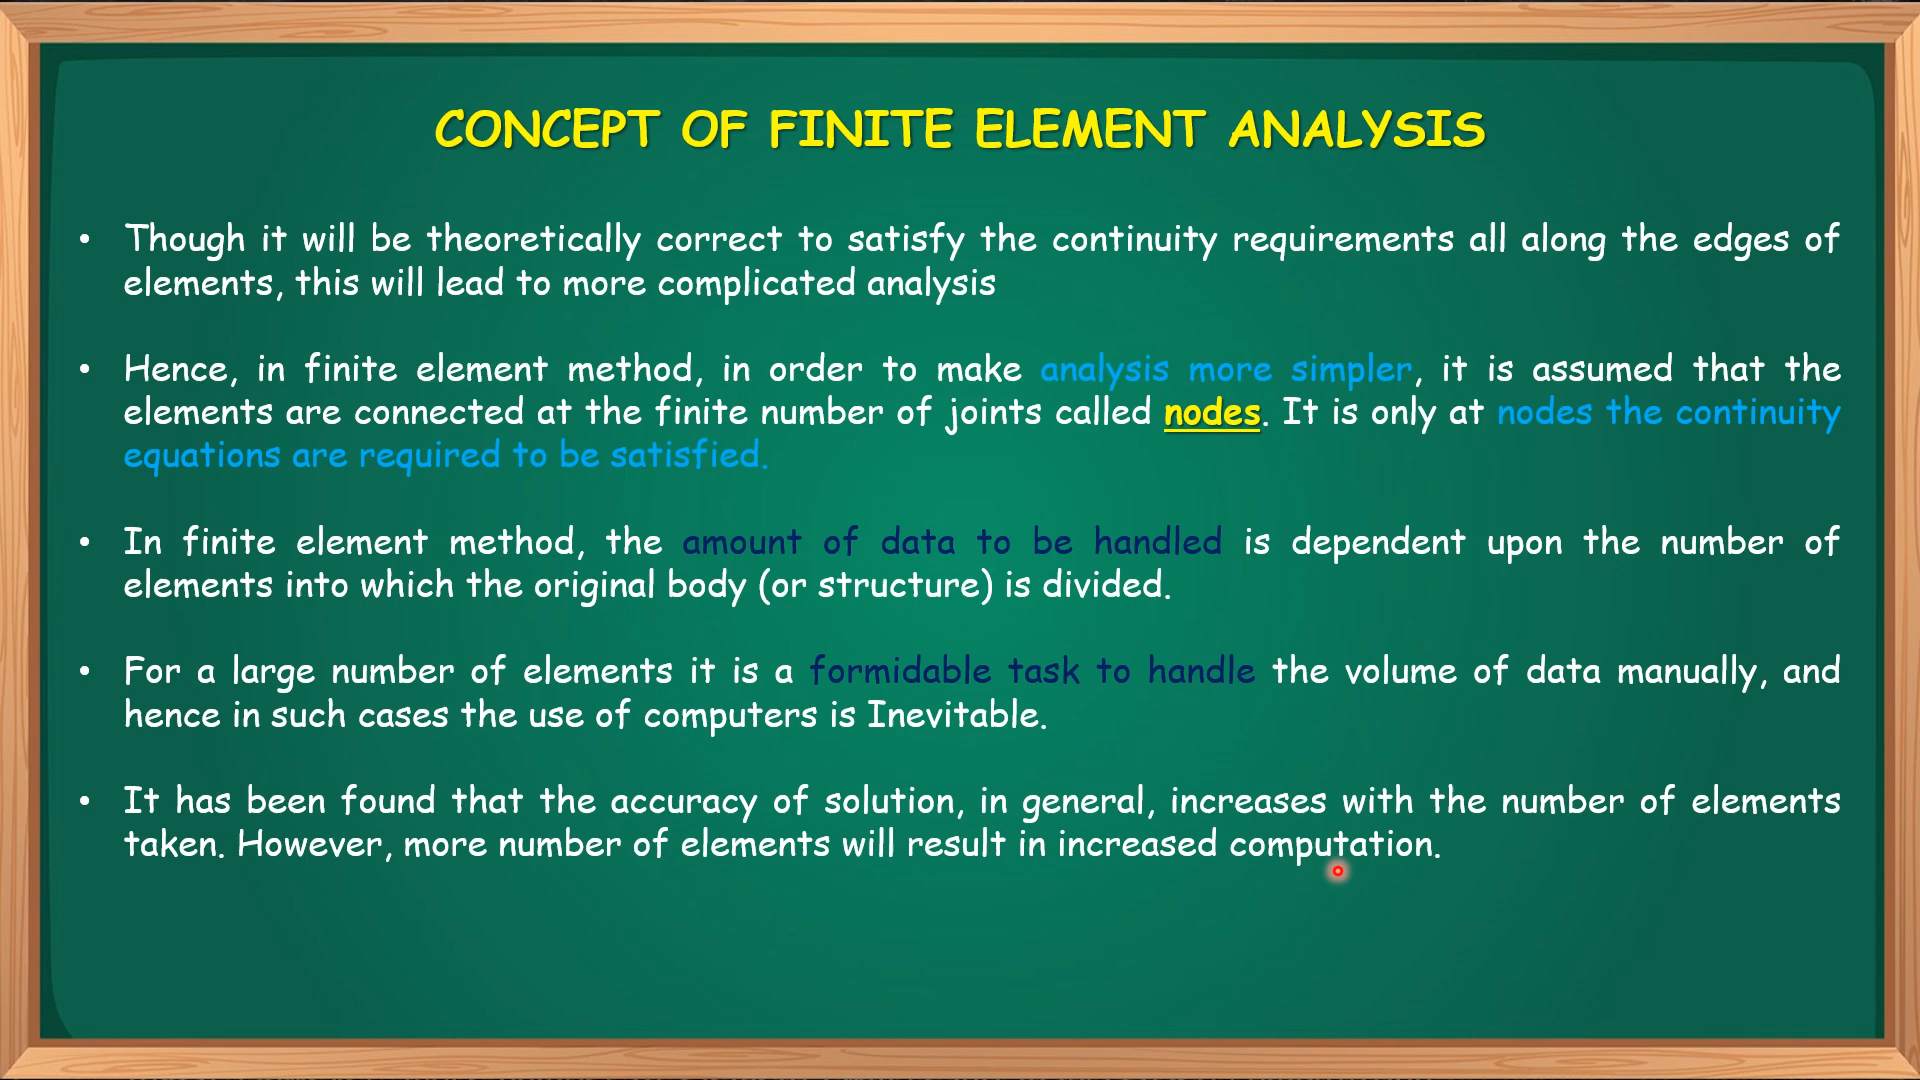 CONCEPT OF FINITE ELEMENT ANALYSIS
• Though it will be theoretically correct to satisfy the continuity requirements all along the edges of
elements, this will lead to more complicated analysis
• Hence, in finite element method, in order to make analysis more simpler, it is assumed that the
elements are connected at the finite number of joints called nodes. It is only at nodes the continuity
equations are required to be satisfied.
• In finite element method, the amount of data to be handled is dependent upon the number of
elements into which the original body (or structure) is divided.
• For a large number of elements it is a formidable task to handle the volume of data manually, and
hence in such cases the use of computers is Inevitable.
• It has been found that the accuracy of solution, in general, increases with the number of elements
taken. However, more number of elements will result in increased computation.